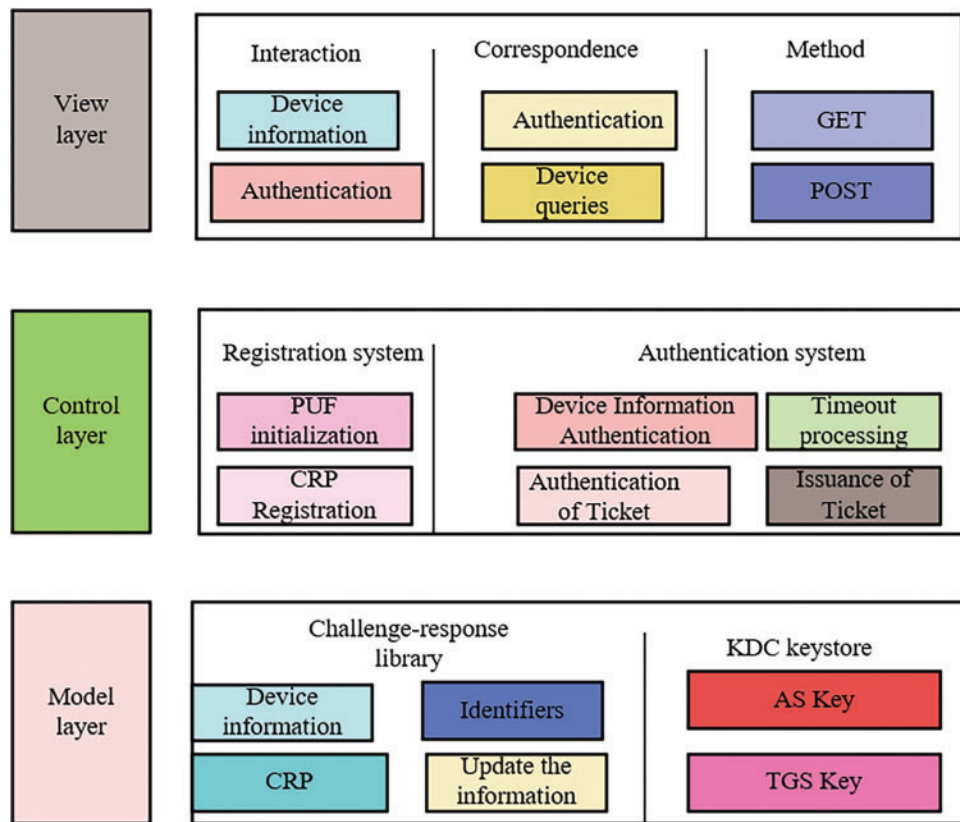 View
layer
Interaction
Device
information
Authentication
Correspondence
Authentication
Device
queries
Method
GET
POST
Control
layer
Registration system
PUF
initialization
CRP
Registration
Authentication system
Device Information
Authentication
Timeout
processing
Authentication
of Ticket
Issuance of
Ticket
Model
layer
Challenge-response
library
Device
information
Identifiers
CRP
Update the
information
KDC keystore
AS Key
TGS Key